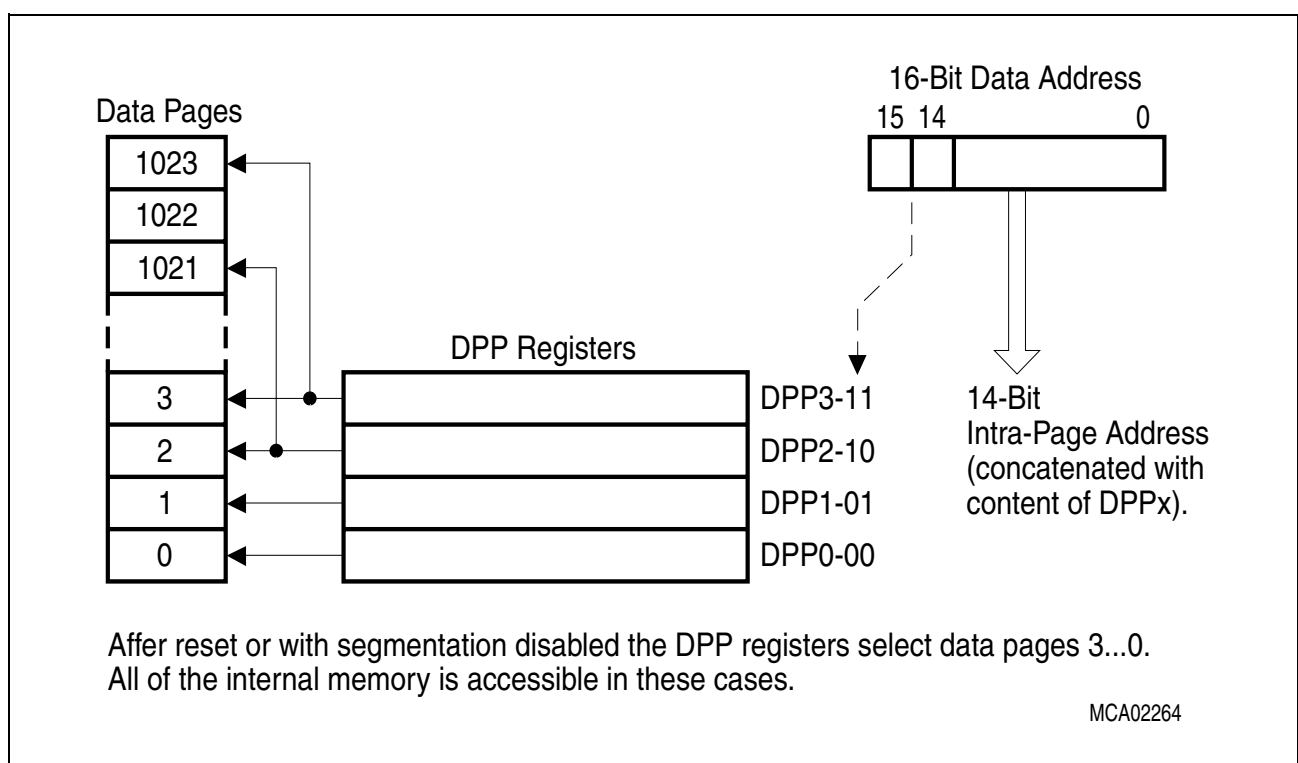 16-Bit Data Address
15 14 0
Data Pages
1023
1022
1021
DPP Registers
3
2
1
0
DPP3-11
DPP2-10
DPP1-01
DPP0-00
14-Bit
Intra-Page Address
(concatenated with
content of DPPx).
Affer reset or with segmentation disabled the DPP registers select data pages 3...0.
All of the internal memory is accessible in these cases.
MCA02264